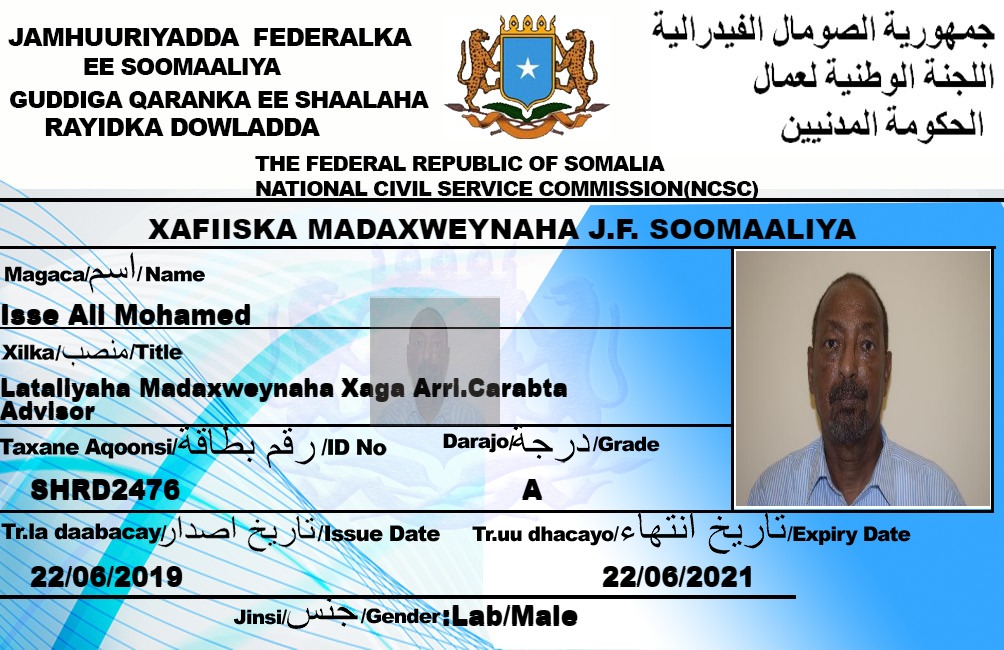 JAMHUURIYADDA FEDERALKA
EE SOOMAALIYA
GUDDIGA QARANKA EE SHAALAHA
RAYIDKA DOWLADDA
جمهورية الصومال الفيدرالية
اللجنة الوطنية لعمال
الحكومة المدنيين
THE FEDERAL REPUBLIC OF SOMALIA
NATIONAL CIVIL SERVICE COMMISSION(NCSC)
XAFIISKA MADAXWEYNAHA J.F. SOOMAALIYA
Magaca/اسم/Name
Isse Ali Mohamed
Xilka/منصب/Title
Lataliyaha Madaxweynaha Xaga Arri.Carabta
Advisor
Taxane Aqoonsi/رقم بطاقة/ID No
Darajo/درجة/Grade
SHRD2476
A
Tr.la daabacay/تاريخ اصدار/Issue Date
Tr.uu dhacayo/تاريخ انتهاء/Expiry Date
22/06/2019
22/06/2021
Jinsi/جنس/Gender:Lab/Male